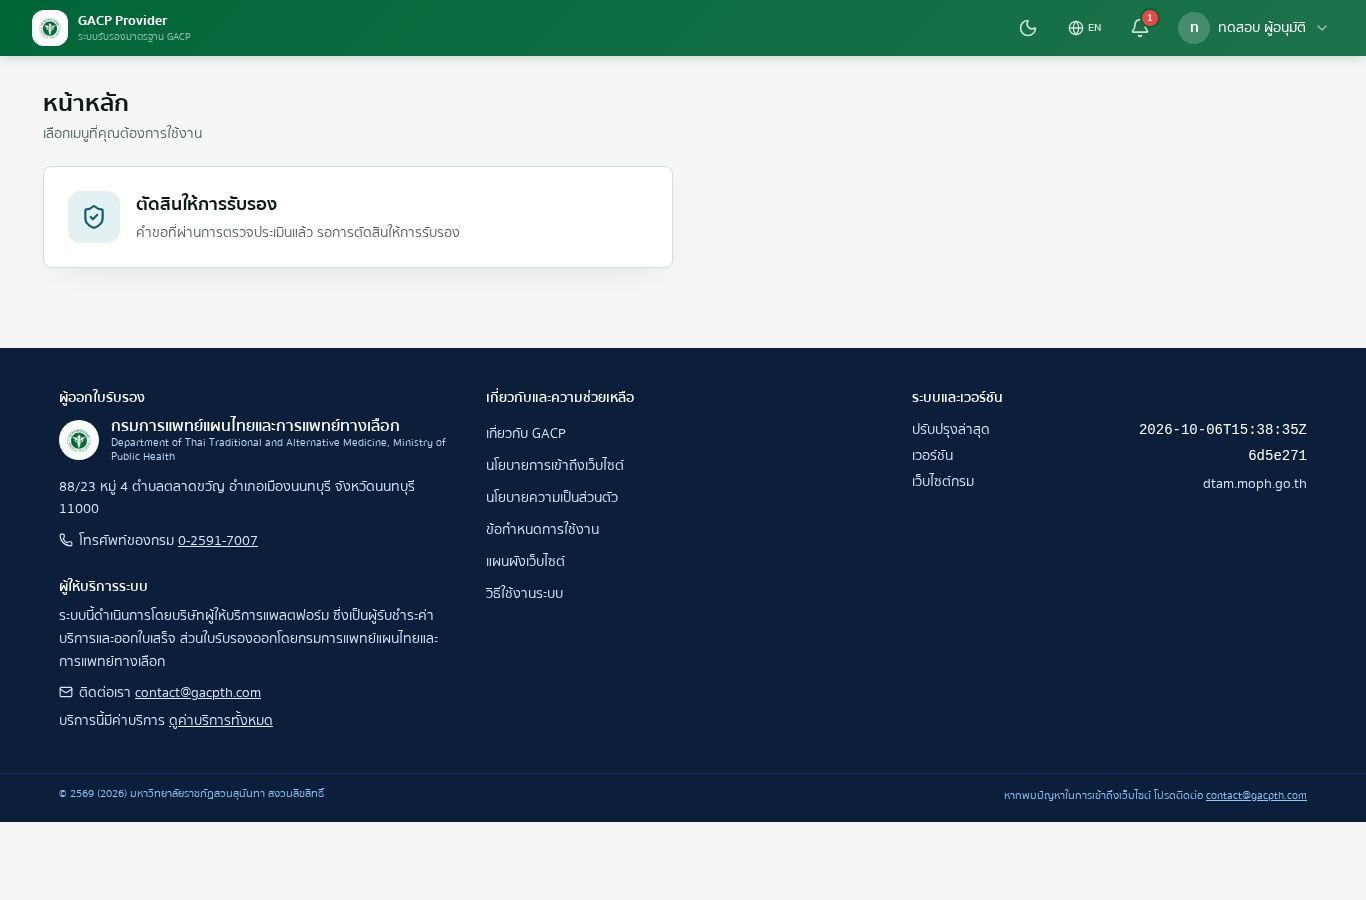 GACP Provider
ระบบรับรองมาตรฐาน GACP
EN
1
ท
ทดสอบ ผู้อนุมัติ
หน้าหลัก
เลือกเมนูที่คุณต้องการใช้งาน
ตัดสินให้การรับรอง
คำขอที่ผ่านการตรวจประเมินแล้ว รอการตัดสินให้การรับรอง
ผู้ออกใบรับรอง
กรมการแพทย์แผนไทยและการแพทย์ทางเลือก
Department of Thai Traditional and Alternative Medicine, Ministry of
Public Health
88/23 หมู่ 4 ตำบลตลาดขวัญ อำเภอเมืองนนทบุรี จังหวัดนนทบุรี
11000
โทรศัพท์ของกรม 0-2591-7007
ผู้ให้บริการระบบ
ระบบนี้ดำเนินการโดยบริษัทผู้ให้บริการแพลตฟอร์ม ซึ่งเป็นผู้รับชำระค่า
บริการและออกใบเสร็จ ส่วนใบรับรองออกโดยกรมการแพทย์แผนไทยและ
การแพทย์ทางเลือก
ติดต่อเรา contact@gacpth.com
บริการนี้มีค่าบริการ ดูค่าบริการทั้งหมด
เกี่ยวกับและความช่วยเหลือ
เกี่ยวกับ GACP
นโยบายการเข้าถึงเว็บไซต์
นโยบายความเป็นส่วนตัว
ข้อกำหนดการใช้งาน
แผนผังเว็บไซต์
วิธีใช้งานระบบ
ระบบและเวอร์ชัน
ปรับปรุงล่าสุด 2026-10-06T15:38:35Z
เวอร์ชัน 6d5e271
เว็บไซต์กรม dtam.moph.go.th
© 2569 (2026) มหาวิทยาลัยราชภัฏสวนสุนันทา สงวนลิขสิทธิ์
หากพบปัญหาในการเข้าถึงเว็บไซต์ โปรดติดต่อ contact@gacpth.com